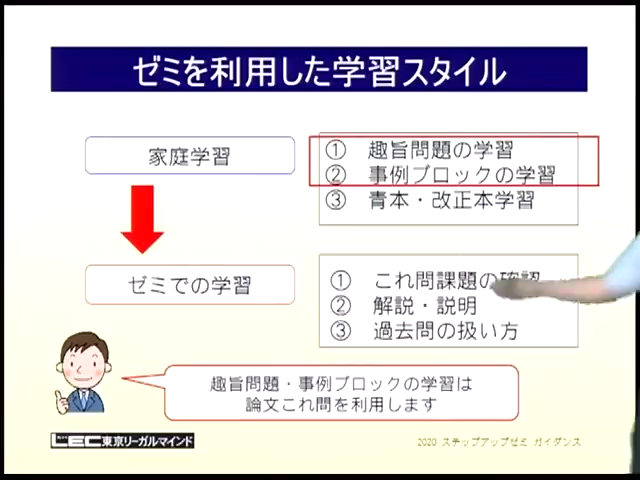 ゼミを利用した学習スタイル
家庭学習
① 趣旨問題の学習
② 事例ブロックの学習
③ 青本・改正本学習
ゼミでの学習
① これ問課題の確認
② 解説・説明
③ 過去問の扱い方
趣旨問題・事例ブロックの学習は
論文これ問を利用します
LEC東京リーガルマインド
2020 ステップアップゼミ ガイダンス